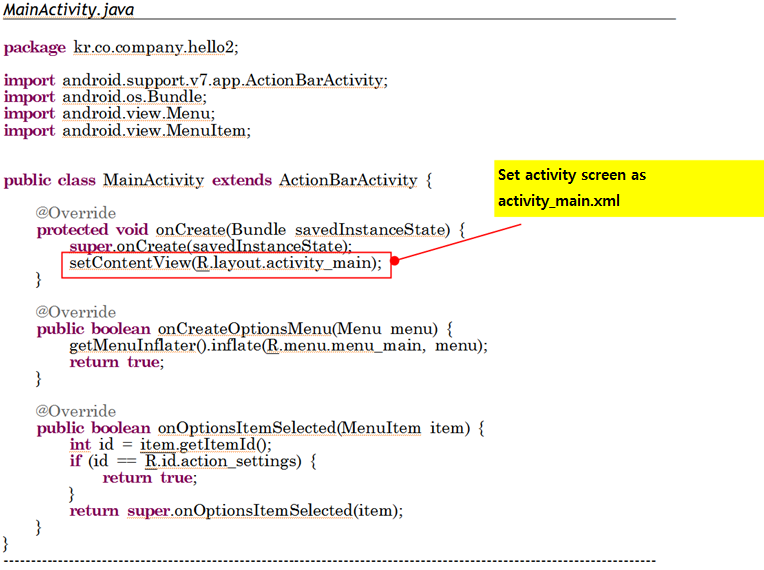 MainActivity.java
package kr.co.company.hello2;
import android.support.v7.app.ActionBarActivity;
import android.os.Bundle;
import android.view.Menu;
import android.view.MenuItem;
public class MainActivity extends ActionBarActivity {
Set activity screen as
activity_main.xml
@Override
protected void onCreate(Bundle savedInstanceState) {
super.onCreate(savedInstanceState);
setContentView(R.layout.activity_main);
}
@Override
public boolean onCreateOptionsMenu(Menu menu) {
getMenuInflater().inflate(R.menu.menu_main, menu);
return true;
}
@Override
public boolean onOptionsItemSelected(MenuItem item) {
int id = item.getItemId();
if (id == R.id.action_settings) {
return true;
}
return super.onOptionsItemSelected(item);
}
}